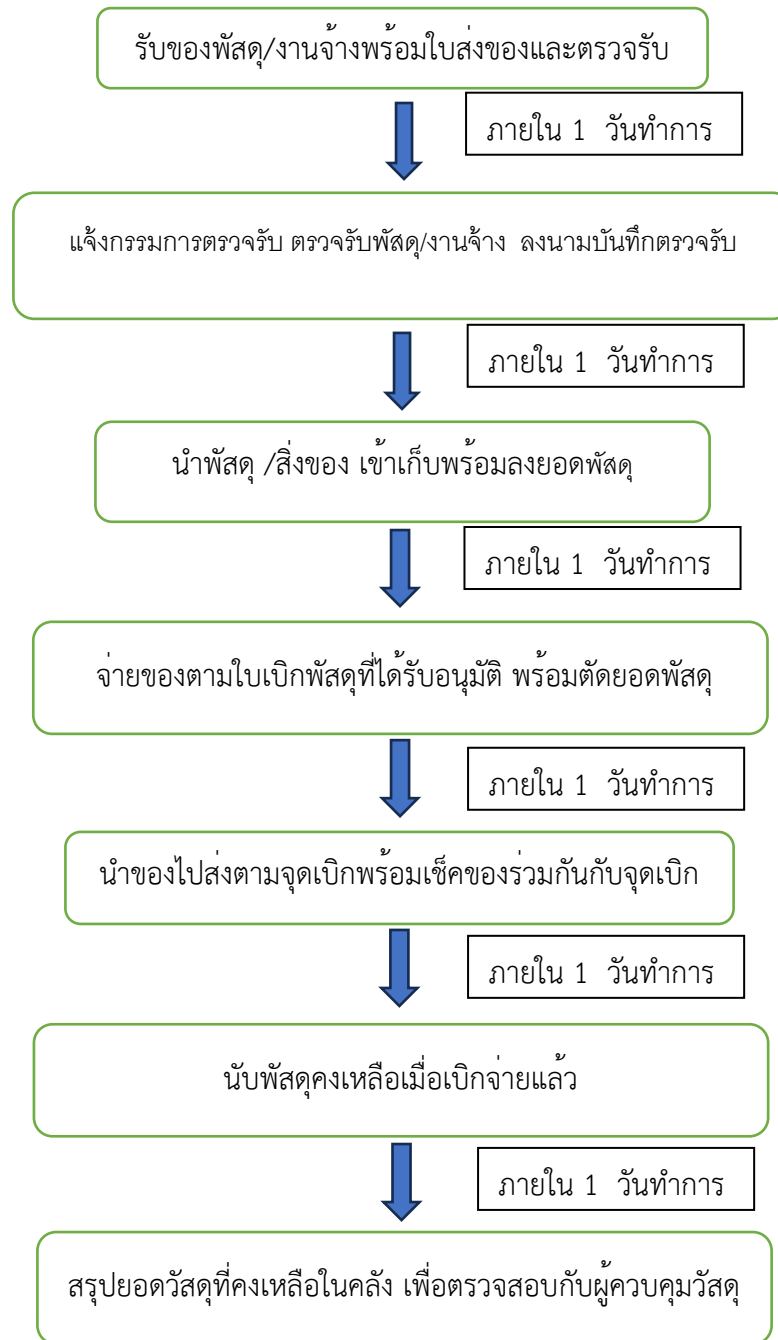 รับของพัสดุ/งานจ้างพร้อมใบส่งของและตรวจรับ
ภายใน 1 วันทำการ
แจ้งกรรมการตรวจรับ ตรวจรับพัสดุ/งานจ้าง ลงนามบันทึกตรวจรับ
ภายใน 1 วันทำการ
นำพัสดุ /สิ่งของ เข้าเก็บพร้อมลงยอดพัสดุ
ภายใน 1 วันทำการ
จ่ายของตามใบเบิกพัสดุที่ได้รับอนุมัติ พร้อมตัดยอดพัสดุ
ภายใน 1 วันทำการ
นำของไปส่งตามจุดเบิกพร้อมเช็คของร่วมกันกับจุดเบิก
ภายใน 1 วันทำการ
นับพัสดุคงเหลือเมื่อเบิกจ่ายแล้ว
ภายใน 1 วันทำการ
สรุปยอดวัสดุที่คงเหลือในคลัง เพื่อตรวจสอบกับผู้ควบคุมวัสดุ